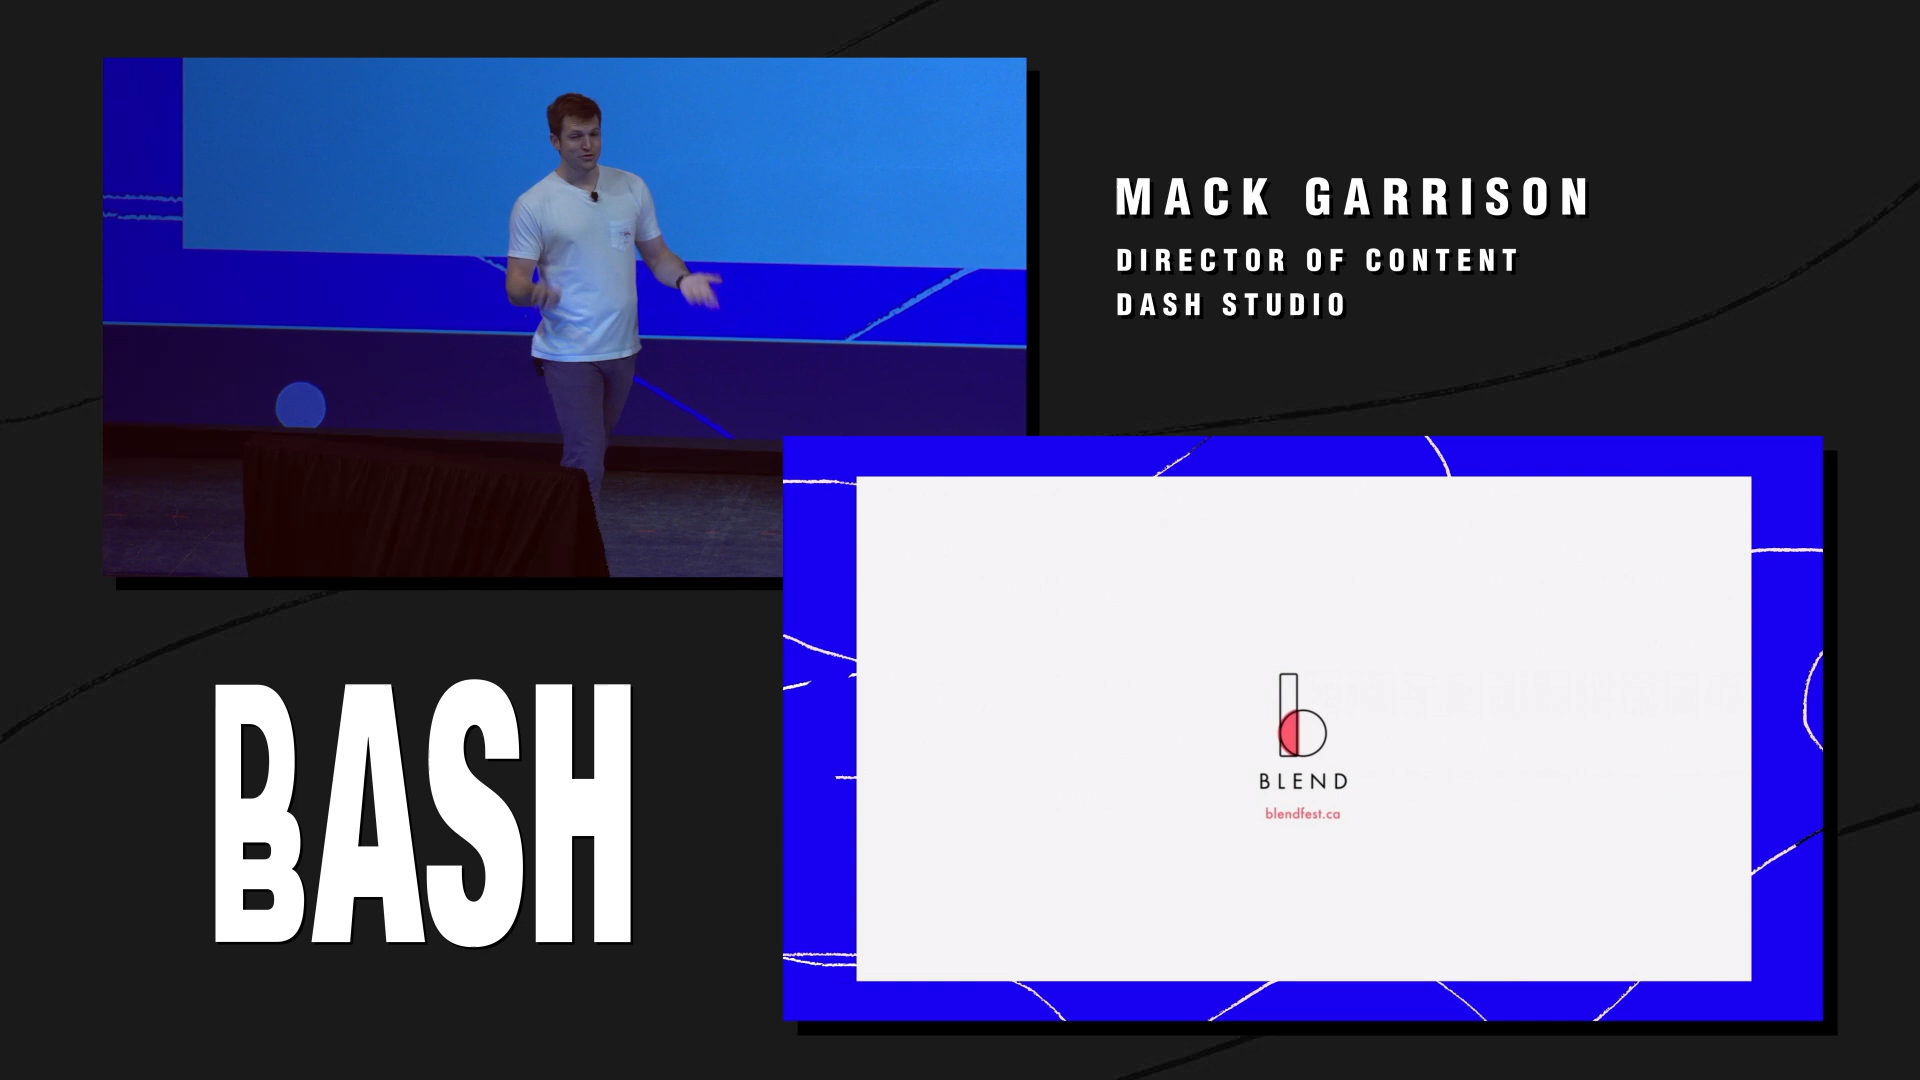 MACK GARRISON
DIRECTOR OF CONTENT
DASH STUDIO
BASH
b
BLEND
blendfest.ca